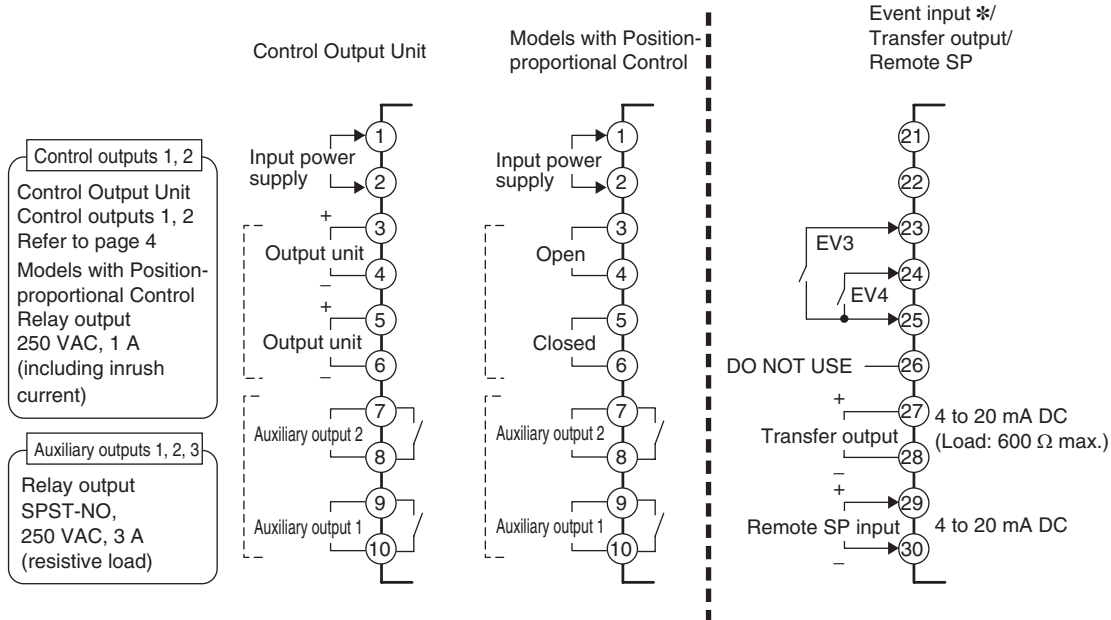 Control Output Unit
Models with Position-
proportional Control
Event input ✻/
Transfer output/
Remote SP
Control outputs 1, 2
Control Output Unit
Control outputs 1, 2
Refer to page 4
Models with Position-
proportional Control
Relay output
250 VAC, 1 A
(including inrush
current)
Auxiliary outputs 1, 2, 3
Relay output
SPST-NO,
250 VAC, 3 A
(resistive load)
Input power
supply
1
2
+
3
Output unit
4
–
+
5
Output unit
6
–
7
Auxiliary output 2
8
9
Auxiliary output 1
10
Input power
supply
1
2
3
Open
4
5
Closed
6
7
Auxiliary output 2
8
9
Auxiliary output 1
10
21
22
23
EV3
24
EV4
25
DO NOT USE
26
+
27
4 to 20 mA DC
Transfer output
(Load: 600 Ω max.)
28
–
+
29
Remote SP input
4 to 20 mA DC
30
–